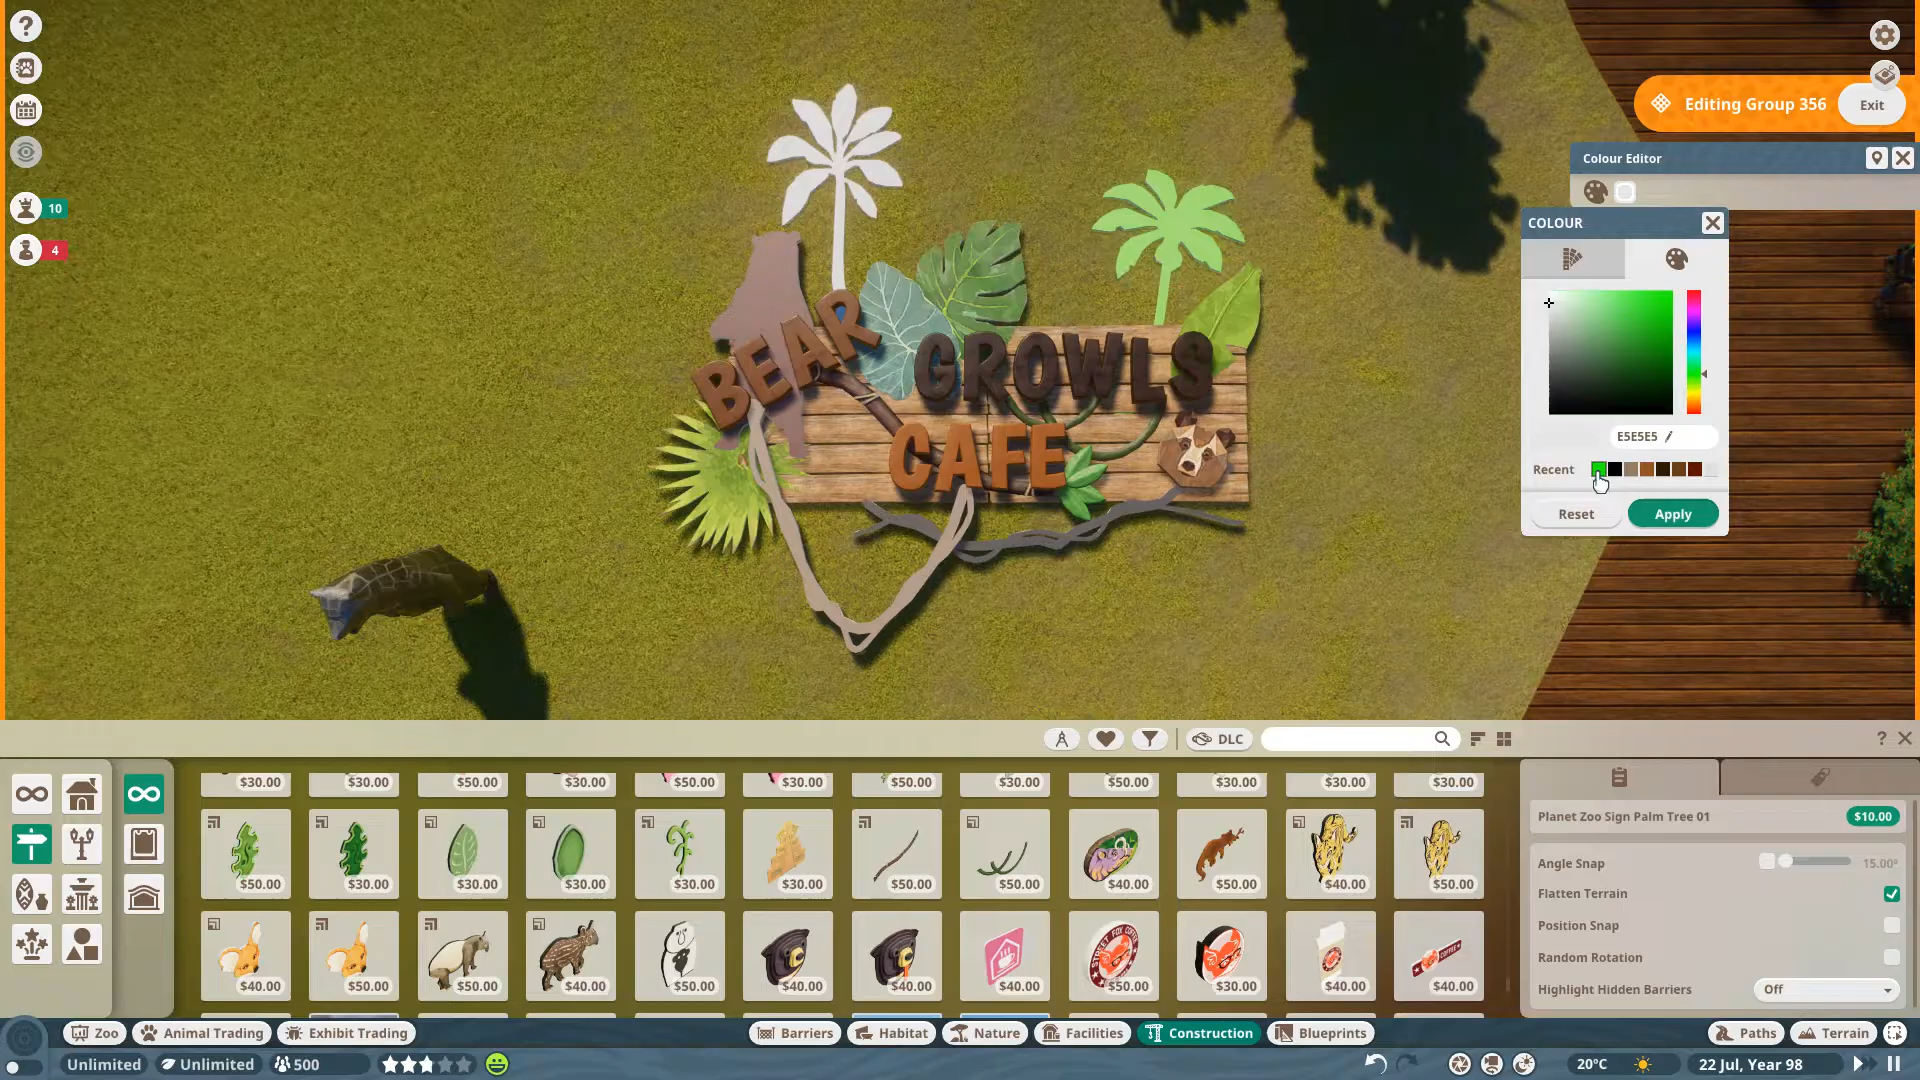 ?
Editing Group 356
Exit
Colour Editor
10
4
COLOUR
BEAR
GROWLS
CAFE
E5E5E5
Recent
Reset
Apply
DLC
?
$30.00 $30.00 $50.00 $30.00 $30.00 $30.00 $50.00 $30.00 $50.00 $30.00 $30.00 $30.00
$50.00 $30.00 $30.00 $30.00 $30.00 $30.00 $50.00 $50.00 $40.00 $50.00 $40.00 $50.00
$40.00 $50.00 $50.00 $40.00 $50.00 $40.00 $40.00 $40.00 $50.00 $30.00 $40.00 $40.00
Planet Zoo Sign Palm Tree 01
$10.00
Angle Snap
15.00°
Flatten Terrain
Position Snap
Random Rotation
Highlight Hidden Barriers
Off
Zoo
Animal Trading
Exhibit Trading
Barriers
Habitat
Nature
Facilities
Construction
Blueprints
Paths
Terrain
Unlimited
Unlimited
500
20°C
22 Jul, Year 98